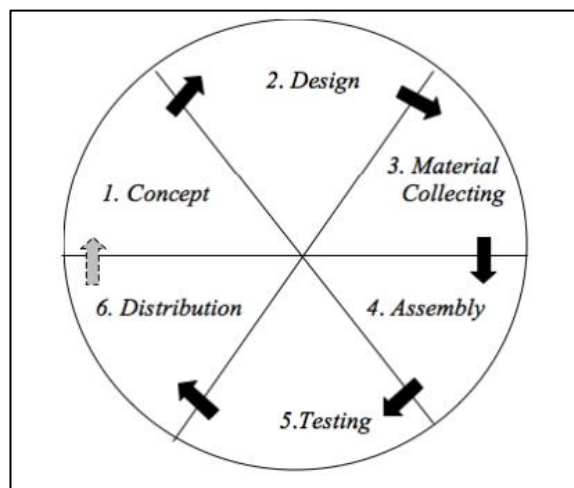 1. Concept
2. Design
3. Material
Collecting
4. Assembly
5.Testing
6. Distribution